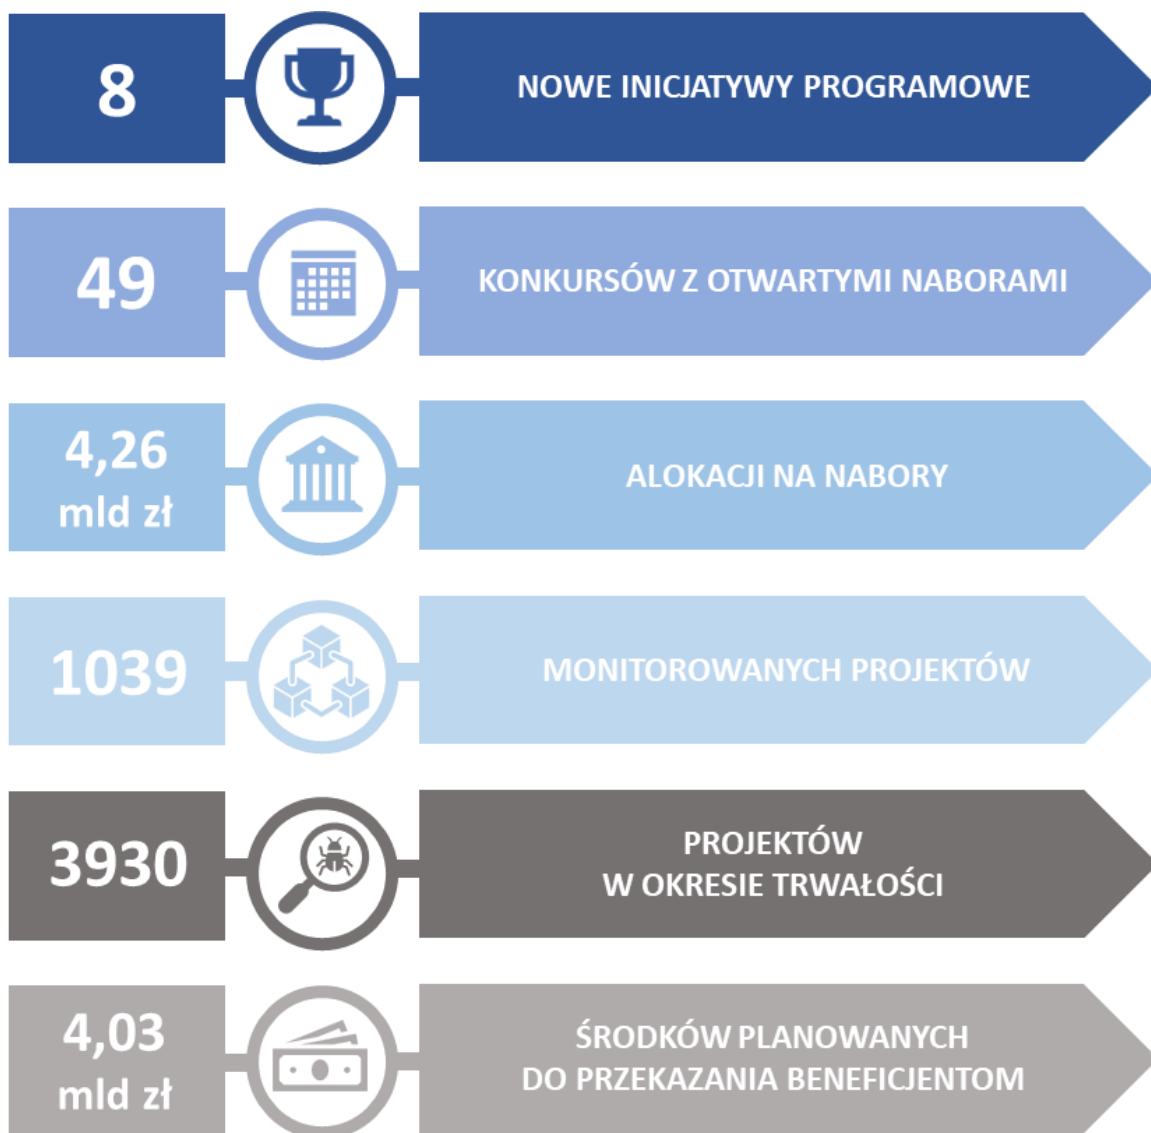 8
NOWE INICJATYWY PROGRAMOWE
49
KONKURSÓW Z OTWARTYMI NABORAMI
4,26
mld zł
ALOKACJI NA NABORY
1039
MONITOROWANYCH PROJEKTÓW
3930
PROJEKTÓW
W OKRESIE TRWAŁOŚCI
4,03
mld zł
ŚRODKÓW PLANOWANYCH
DO PRZEKAZANIA BENEFICJENTOM